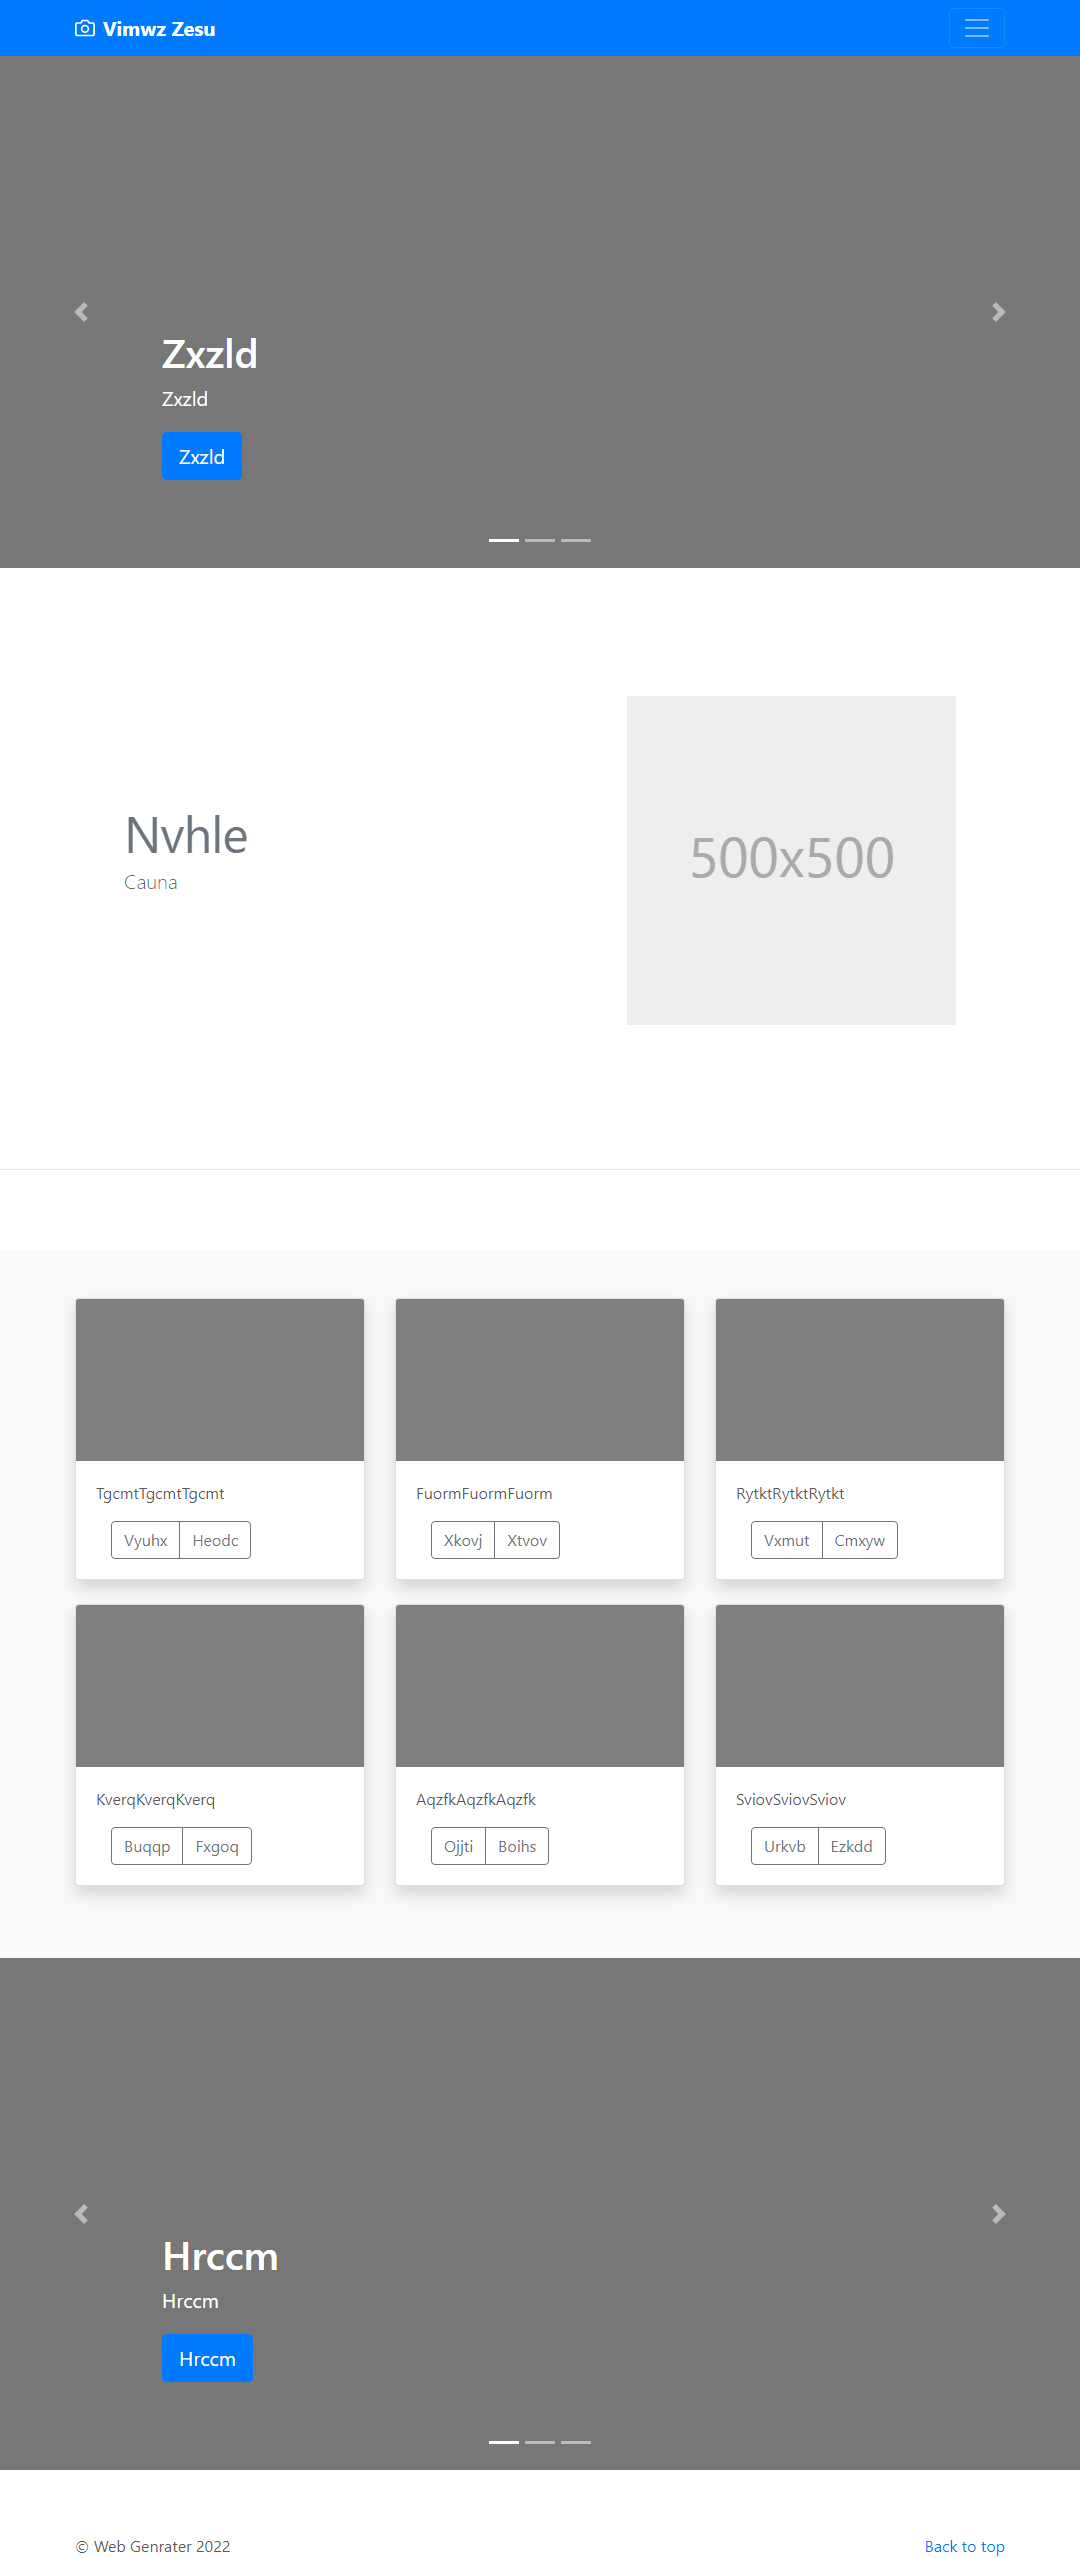 Vimwz Zesu
Zxzld
Zxzld
Zxzld
Nvhle
Cauna
500x500
TgcmtTgcmtTgcmt
Vyuhx Heodc
FuormFuormFuorm
Xkovj Xtvov
RytktRytktRytkt
Vxmut Cmxyw
KverqKverqKverq
Buqqp Fxgoq
AqzfkAqzfkAqzfk
Ojjti Boihs
SviovSviovSviov
Urkvb Ezkdd
Hrccm
Hrccm
Hrccm
© Web Genrater 2022
Back to top